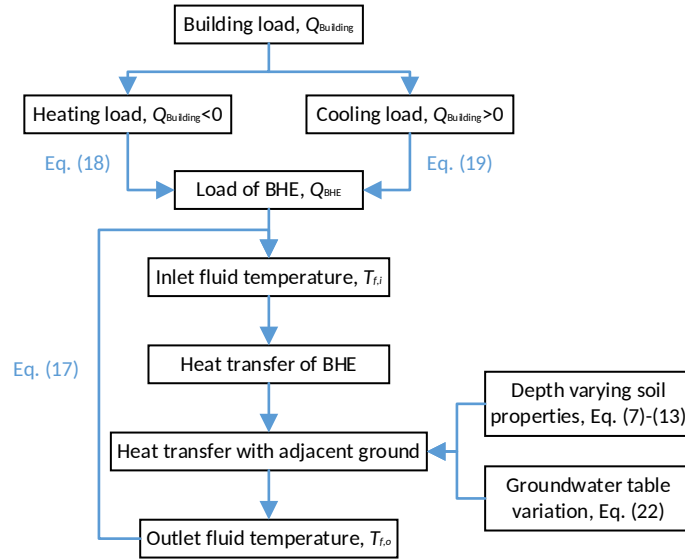 Building load, QBuilding
Heating load, QBuilding<0
Cooling load, QBuilding>0
Eq. (18)
Eq. (19)
Load of BHE, QBHE
Inlet fluid temperature, Tf,i
Eq. (17)
Heat transfer of BHE
Depth varying soil
properties, Eq. (7)-(13)
Heat transfer with adjacent ground
Groundwater table
variation, Eq. (22)
Outlet fluid temperature, Tf,o